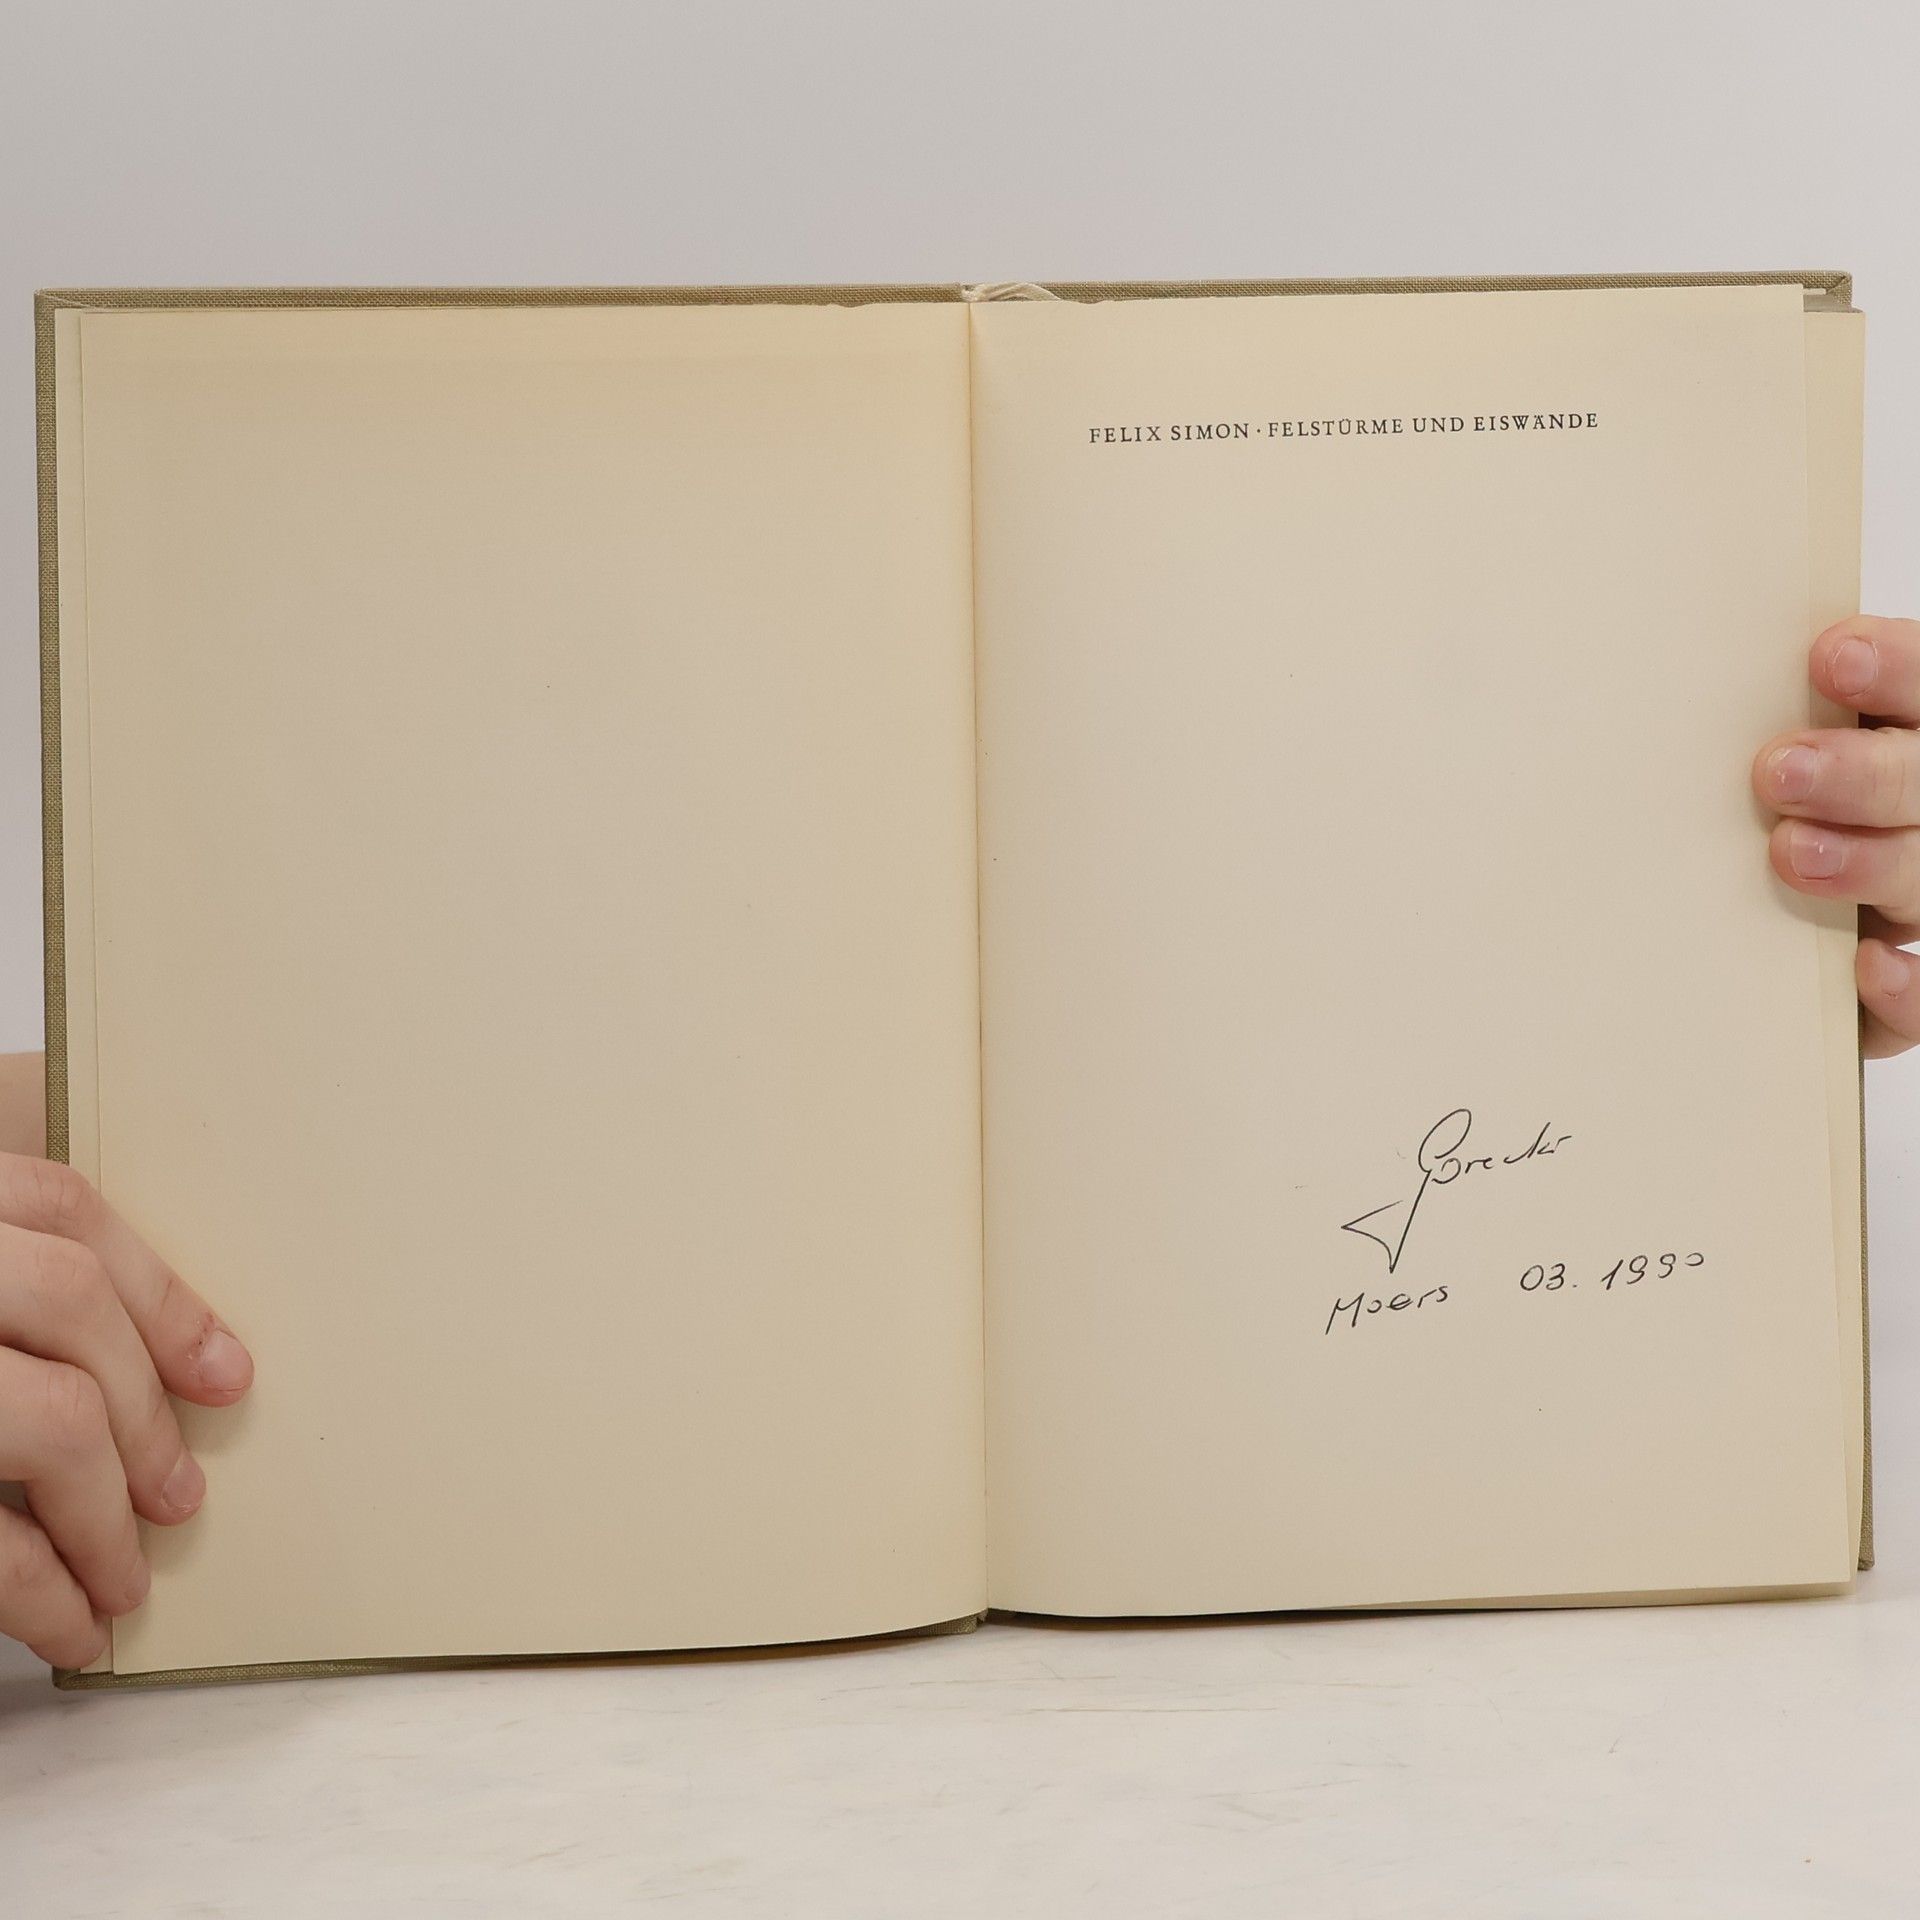 FELIX SIMON · FELSTÜRME UND EISWÄNDE
Moers 03. 1990